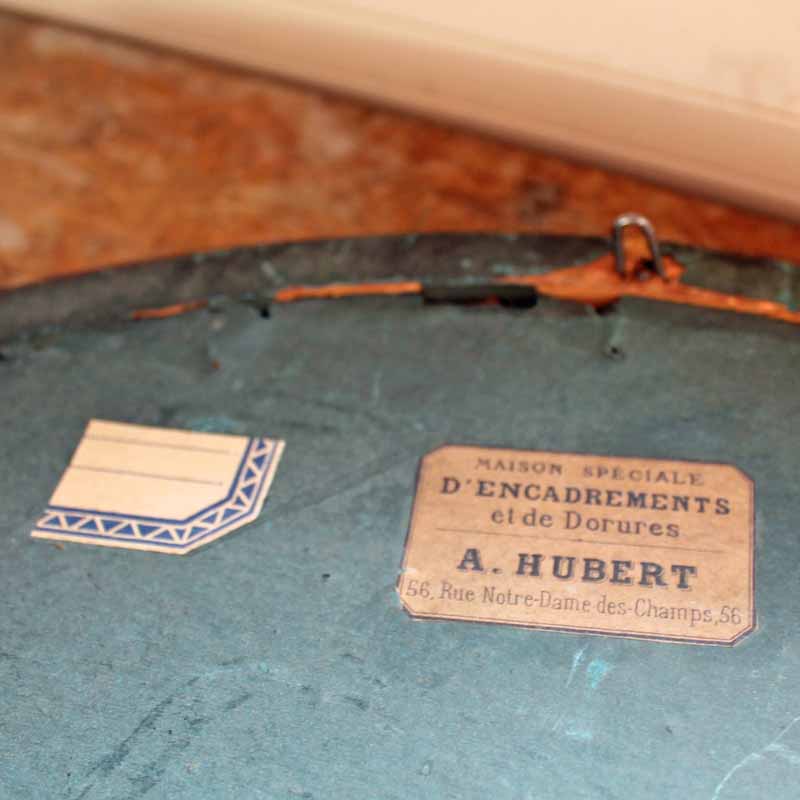 MAISON SPÉCIALE
D'ENCADREMENTS
et de Dorures
A. HUBERT
56, Rue Notre-Dame-des-Champs, 56